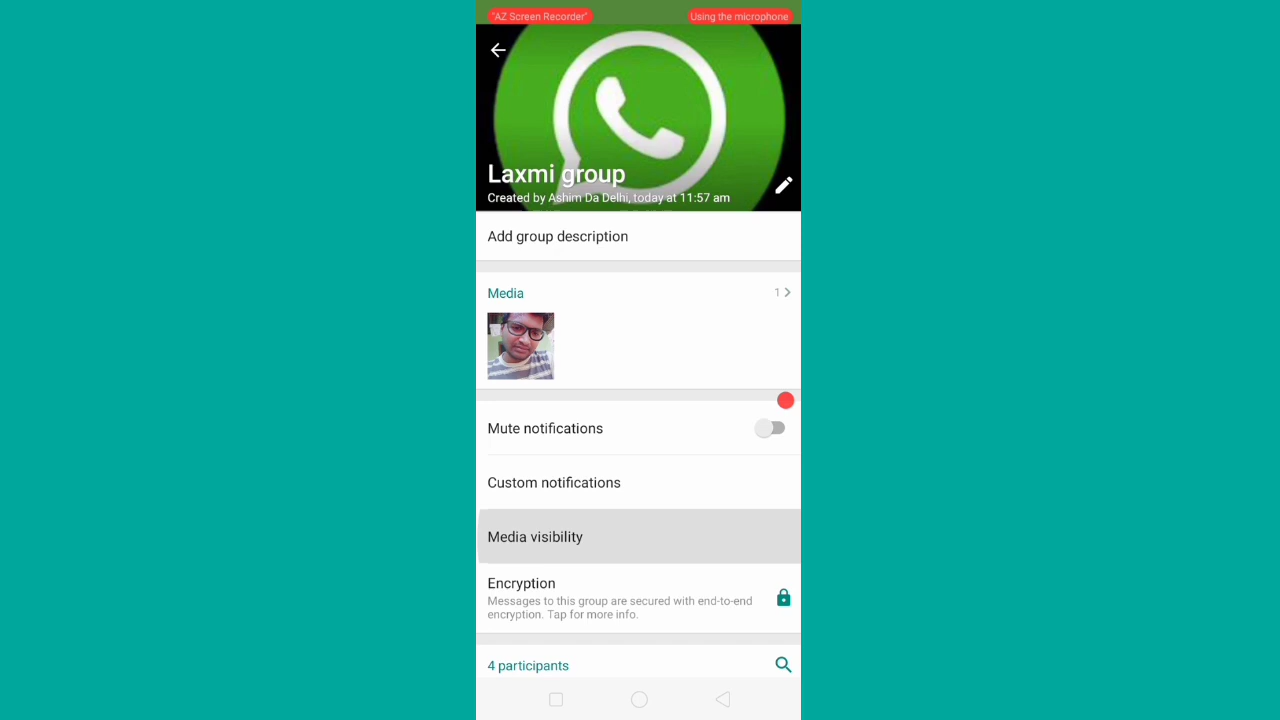 "AZ Screen Recorder" Using the microphone
Laxmi group
Created by Ashim Da Delhi, today at 11:57 am
Add group description
Media 1
Mute notifications
Custom notifications
Media visibility
Encryption
Messages to this group are secured with end-to-end
encryption. Tap for more info.
4 participants